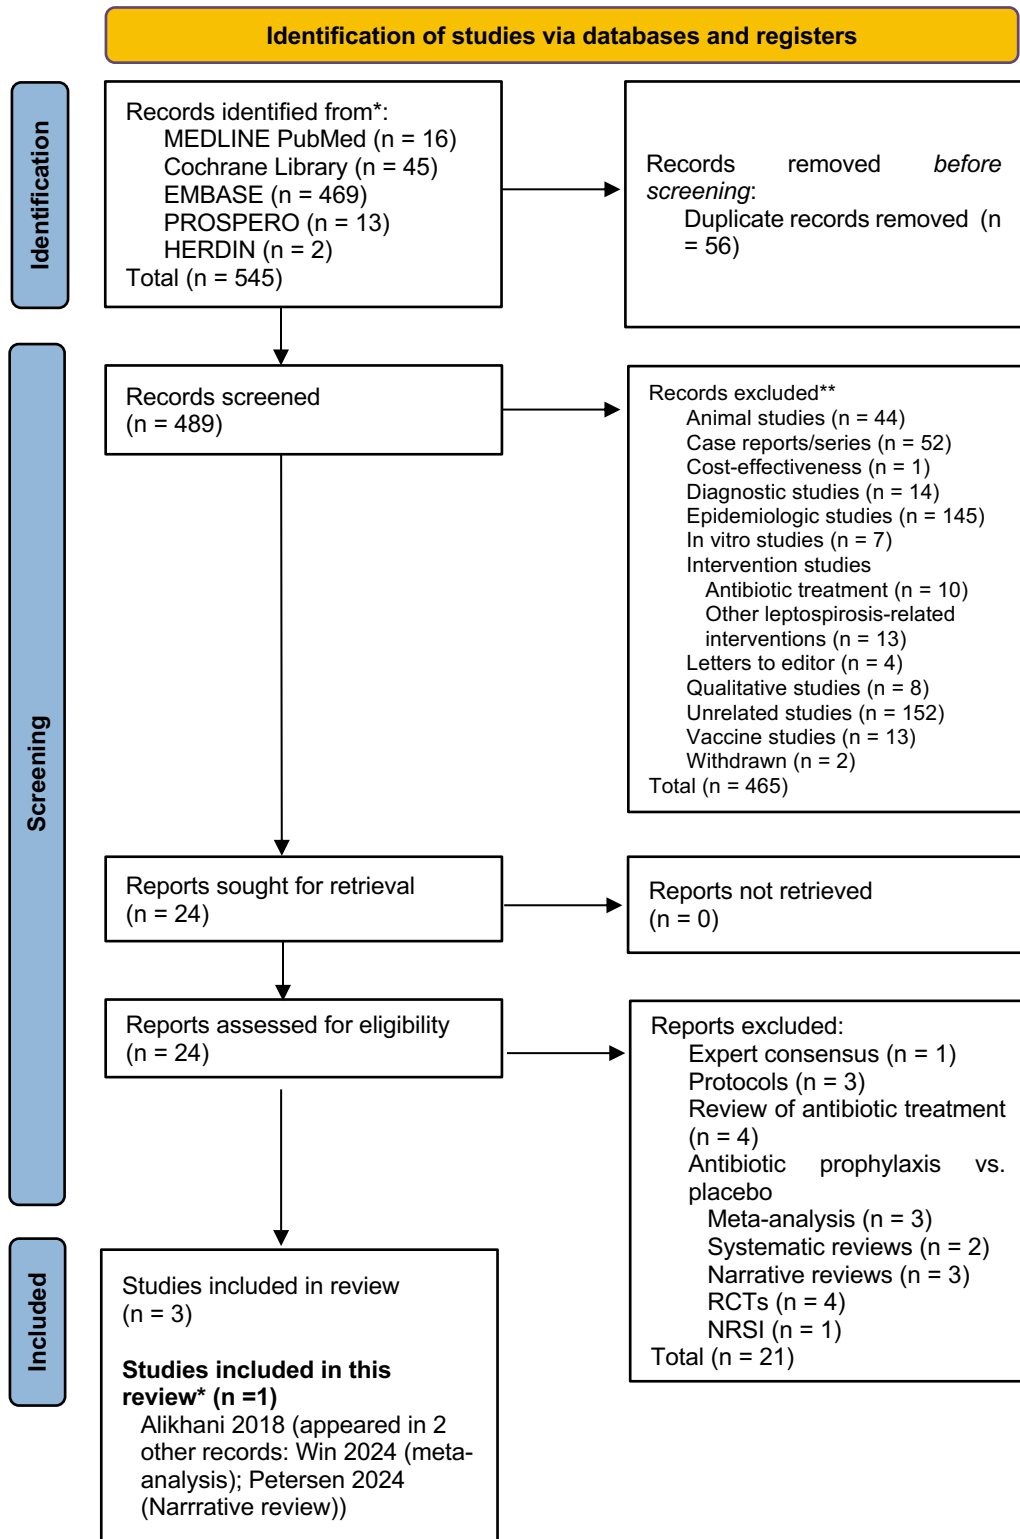 Identification of studies via databases and registers
Identification
Records identified from*:
MEDLINE PubMed (n = 16)
Cochrane Library (n = 45)
EMBASE (n = 469)
PROSPERO (n = 13)
HERDIN (n = 2)
Total (n = 545)
Records removed before
screening:
Duplicate records removed (n
= 56)
Screening
Records screened
(n = 489)
Records excluded**
Animal studies (n = 44)
Case reports/series (n = 52)
Cost-effectiveness (n = 1)
Diagnostic studies (n = 14)
Epidemiologic studies (n = 145)
In vitro studies (n = 7)
Intervention studies
Antibiotic treatment (n = 10)
Other leptospirosis-related
interventions (n = 13)
Letters to editor (n = 4)
Qualitative studies (n = 8)
Unrelated studies (n = 152)
Vaccine studies (n = 13)
Withdrawn (n = 2)
Total (n = 465)
Reports sought for retrieval
(n = 24)
Reports not retrieved
(n = 0)
Reports assessed for eligibility
(n = 24)
Reports excluded:
Expert consensus (n = 1)
Protocols (n = 3)
Review of antibiotic treatment
(n = 4)
Antibiotic prophylaxis vs.
placebo
Meta-analysis (n = 3)
Systematic reviews (n = 2)
Narrative reviews (n = 3)
RCTs (n = 4)
NRSI (n = 1)
Total (n = 21)
Included
Studies included in review
(n = 3)
Studies included in this
review* (n =1)
Alikhani 2018 (appeared in 2
other records: Win 2024 (meta-
analysis); Petersen 2024
(Narrrative review))